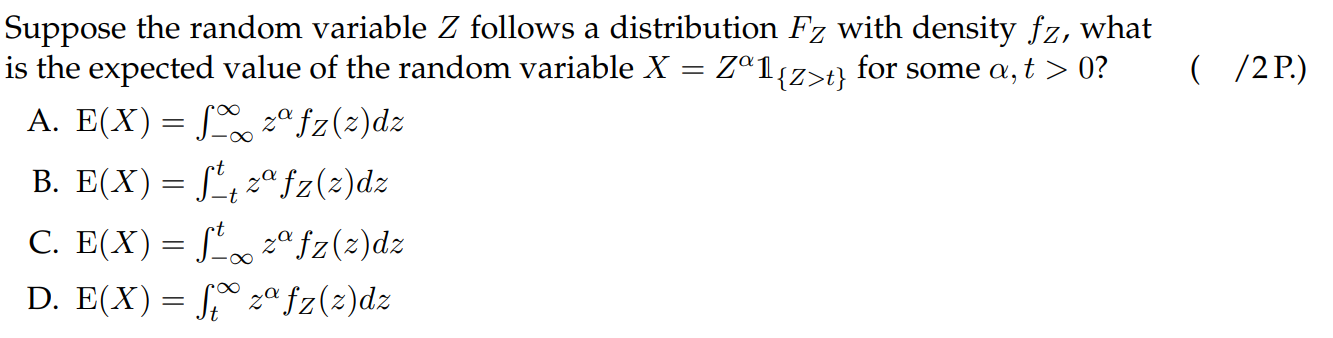 Suppose the random variable Z follows a distribution F_Z with density f_Z, what
is the expected value of the random variable X = Z^α 𝟙_{Z>t} for some α, t > 0? ( /2 P.)
A. E(X) = ∫_{-∞}^{∞} z^α f_Z(z)dz
B. E(X) = ∫_{-t}^{t} z^α f_Z(z)dz
C. E(X) = ∫_{-∞}^{t} z^α f_Z(z)dz
D. E(X) = ∫_{t}^{∞} z^α f_Z(z)dz